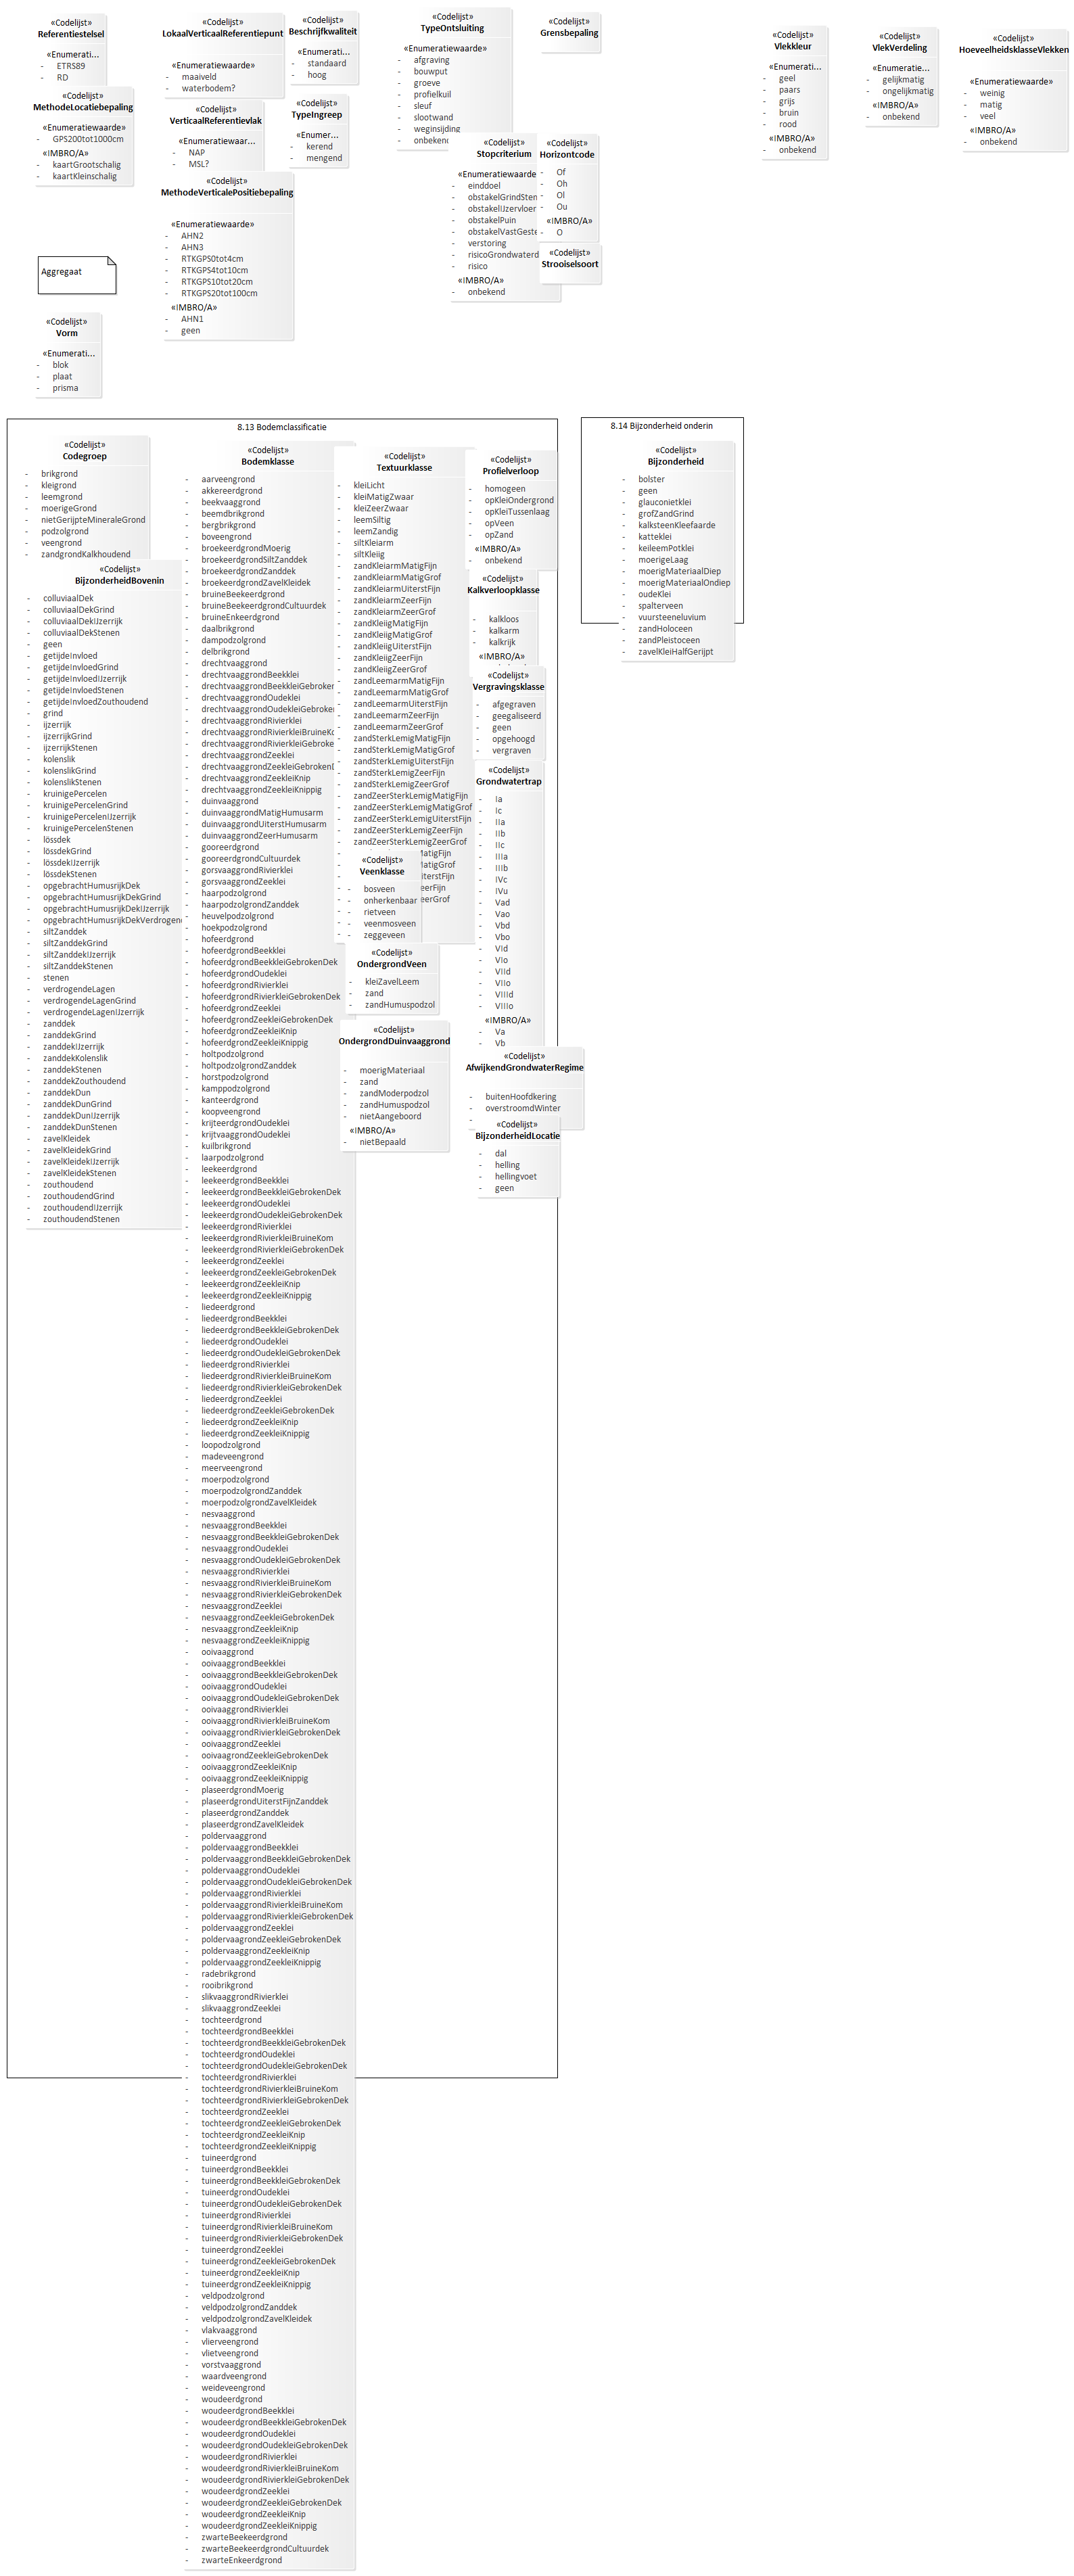 «Codelijst»
Referentiestelsel
«Enumerati...
- ETRS89
- RD
«Codelijst»
MethodeLocatiebepaling
«Enumeratiewaarde»
- GPS200tot1000cm
«IMBRO/A»
- kaartGrootschalig
- kaartKleinschalig
«Codelijst»
LokaalVerticaalReferentiepunt
«Enumeratiewaarde»
- maaiveld
- waterbodem?
«Codelijst»
VerticaalReferentievlak
«Enumeratiewaar...
- NAP
- MSL?
«Codelijst»
MethodeVerticalePositiebepaling
«Enumeratiewaarde»
- AHN2
- AHN3
- RTKGPS0tot4cm
- RTKGPS4tot10cm
- RTKGPS10tot20cm
- RTKGPS20tot100cm
«IMBRO/A»
- AHN1
- geen
«Codelijst»
Beschrijfkwaliteit
«Enumerati...
- standaard
- hoog
«Codelijst»
TypeIngreep
«Enumer...
- kerend
- mengend
«Codelijst»
TypeOntsluiting
«Enumeratiewaarde»
- afgraving
- bouwput
- groeve
- profielkuil
- sleuf
- slootwand
- weginsijding
- onbekend
«Codelijst»
Stopcriterium
«Enumeratiewaarde
- einddoel
- obstakelGrindSten
- obstakelIJzervloer
- obstakelPuin
- obstakelVastGeste
- verstoring
- risicoGrondwaterd
- risico
«IMBRO/A»
- onbekend
«Codelijst»
Grensbepaling
«Codelijst»
Horizontcode
- Of
- Oh
- Ol
- Ou
«IMBRO/A»
- O
«Codelijst»
Strooiselsoort
«Codelijst»
Vlekkleur
«Enumerati...
- geel
- paars
- grijs
- bruin
- rood
«IMBRO/A»
- onbekend
«Codelijst»
VlekVerdeling
«Enumeratie...
- gelijkmatig
- ongelijkmatig
«IMBRO/A»
- onbekend
«Codelijst»
HoeveelheidsklasseVlekken
«Enumeratiewaarde»
- weinig
- matig
- veel
«IMBRO/A»
- onbekend
Aggregaat
«Codelijst»
Vorm
«Enumerati...
- blok
- plaat
- prisma
8.13 Bodemclassificatie
«Codelijst»
Codegroep
- brikgrond
- kleigrond
- leemgrond
- moerigeGrond
- nietGerijpteMineraleGrond
- podzolgrond
- veengrond
- zandgrondKalkhoudend
«Codelijst»
BijzonderheidBovenin
- colluviaalDek
- colluviaalDekGrind
- colluviaalDekIJzerrijk
- colluviaalDekStenen
- geen
- getijdeInvloed
- getijdeInvloedGrind
- getijdeInvloedIJzerrijk
- getijdeInvloedStenen
- getijdeInvloedZouthoudend
- grind
- ijzerrijk
- ijzerrijkGrind
- ijzerrijkStenen
- kolenslik
- kolenslikGrind
- kolenslikStenen
- kruinigePercelen
- kruinigePercelenGrind
- kruinigePercelenIJzerrijk
- kruinigePercelenStenen
- lössdek
- lössdekGrind
- lössdekIJzerrijk
- lössdekStenen
- opgebrachtHumusrijkDek
- opgebrachtHumusrijkDekGrind
- opgebrachtHumusrijkDekIJzerrijk
- opgebrachtHumusrijkDekVerdrogen
- siltZanddek
- siltZanddekGrind
- siltZanddekIJzerrijk
- siltZanddekStenen
- stenen
- verdrogendeLagen
- verdrogendeLagenGrind
- verdrogendeLagenIJzerrijk
- zanddek
- zanddekGrind
- zanddekIJzerrijk
- zanddekKolenslik
- zanddekStenen
- zanddekZouthoudend
- zanddekDun
- zanddekDunGrind
- zanddekDunIJzerrijk
- zanddekDunStenen
- zavelKleidek
- zavelKleidekGrind
- zavelKleidekIJzerrijk
- zavelKleidekStenen
- zouthoudend
- zouthoudendGrind
- zouthoudendIJzerrijk
- zouthoudendStenen
«Codelijst»
Bodemklasse
- aarveengrond
- akkereerdgrond
- beekvaaggrond
- beemdbrikgrond
- bergbrikgrond
- boveengrond
- broekeerdgrondMoerig
- broekeerdgrondSiltZanddek
- broekeerdgrondZanddek
- broekeerdgrondZavelKleidek
- bruineBeekeerdgrond
- bruineBeekeerdgrondCultuurdek
- bruineEnkeerdgrond
- daalbrikgrond
- dampodzolgrond
- delbrikgrond
- drechtvaaggrond
- drechtvaaggrondBeekklei
- drechtvaaggrondBeekkleiGebroker
- drechtvaaggrondOudeklei
- drechtvaaggrondOudekleiGebroke
- drechtvaaggrondRivierklei
- drechtvaaggrondRivierkleiBruineKo
- drechtvaaggrondRivierkleiGebroke
- drechtvaaggrondZeeklei
- drechtvaaggrondZeekleiGebroken
- drechtvaaggrondZeekleiKnip
- drechtvaaggrondZeekleiKnippig
- duinvaaggrond
- duinvaaggrondMatigHumusarm
- duinvaaggrondUiterstHumusarm
- duinvaaggrondZeerHumusarm
- gooreerdgrond
- gooreerdgrondCultuurdek
- gorsvaaggrondRivierklei
- gorsvaaggrondZeeklei
- haarpodzolgrond
- haarpodzolgrondZanddek
- heuvelpodzolgrond
- hoekpodzolgrond
- hofeerdgrond
- hofeerdgrondBeekklei
- hofeerdgrondBeekkleiGebrokenDek
- hofeerdgrondOudeklei
- hofeerdgrondRivierklei
- hofeerdgrondRivierkleiGebrokenDek
- hofeerdgrondZeeklei
- hofeerdgrondZeekleiGebrokenDek
- hofeerdgrondZeekleiKnip
- hofeerdgrondZeekleiKnippig
- holtpodzolgrond
- holtpodzolgrondZanddek
- horstpodzolgrond
- kamppodzolgrond
- kanteerdgrond
- koopveengrond
- krijteerdgrondOudeklei
- krijtvaaggrondOudeklei
- kuilbrikgrond
- laarpodzolgrond
- leekeerdgrond
- leekeerdgrondBeekklei
- leekeerdgrondBeekkleiGebrokenDek
- leekeerdgrondOudeklei
- leekeerdgrondOudekleiGebrokenDek
- leekeerdgrondRivierklei
- leekeerdgrondRivierkleiBruineKom
- leekeerdgrondRivierkleiGebrokenDek
- leekeerdgrondZeeklei
- leekeerdgrondZeekleiGebrokenDek
- leekeerdgrondZeekleiKnip
- leekeerdgrondZeekleiKnippig
- liedeerdgrond
- liedeerdgrondBeekklei
- liedeerdgrondBeekkleiGebrokenDek
- liedeerdgrondOudeklei
- liedeerdgrondOudekleiGebrokenDek
- liedeerdgrondRivierklei
- liedeerdgrondRivierkleiBruineKom
- liedeerdgrondRivierkleiGebrokenDek
- liedeerdgrondZeeklei
- liedeerdgrondZeekleiGebrokenDek
- liedeerdgrondZeekleiKnip
- liedeerdgrondZeekleiKnippig
- loopodzolgrond
- madeveengrond
- meerveengrond
- moerpodzolgrond
- moerpodzolgrondZanddek
- moerpodzolgrondZavelKleidek
- nesvaaggrond
- nesvaaggrondBeekklei
- nesvaaggrondBeekkleiGebrokenDek
- nesvaaggrondOudeklei
- nesvaaggrondOudekleiGebrokenDek
- nesvaaggrondRivierklei
- nesvaaggrondRivierkleiBruineKom
- nesvaaggrondRivierkleiGebrokenDek
- nesvaaggrondZeeklei
- nesvaaggrondZeekleiGebrokenDek
- nesvaaggrondZeekleiKnip
- nesvaaggrondZeekleiKnippig
- ooivaaggrond
- ooivaaggrondBeekklei
- ooivaaggrondBeekkleiGebrokenDek
- ooivaaggrondOudeklei
- ooivaaggrondOudekleiGebrokenDek
- ooivaaggrondRivierklei
- ooivaaggrondRivierkleiBruineKom
- ooivaaggrondRivierkleiGebrokenDek
- ooivaaggrondZeeklei
- ooivaagrondZeekleiGebrokenDek
- ooivaaggrondZeekleiKnip
- ooivaaggrondZeekleiKnippig
- plaseerdgrondMoerig
- plaseerdgrondUiterstFijnZanddek
- plaseerdgrondZanddek
- plaseerdgrondZavelKleidek
- poldervaaggrond
- poldervaaggrondBeekklei
- poldervaaggrondBeekkleiGebrokenDek
- poldervaaggrondOudeklei
- poldervaaggrondOudekleiGebrokenDek
- poldervaaggrondRivierklei
- poldervaaggrondRivierkleiBruineKom
- poldervaaggrondRivierkleiGebrokenDek
- poldervaaggrondZeeklei
- poldervaagrondZeekleiGebrokenDek
- poldervaaggrondZeekleiKnip
- poldervaaggrondZeekleiKnippig
- radebrikgrond
- rooibrikgrond
- slikvaaggrondRivierklei
- slikvaaggrondZeeklei
- tochteerdgrond
- tochteerdgrondBeekklei
- tochteerdgrondBeekkleiGebrokenDek
- tochteerdgrondOudeklei
- tochteerdgrondOudekleiGebrokenDek
- tochteerdgrondRivierklei
- tochteerdgrondRivierkleiBruineKom
- tochteerdgrondRivierkleiGebrokenDek
- tochteerdgrondZeeklei
- tochteerdgrondZeekleiGebrokenDek
- tochteerdgrondZeekleiKnip
- tochteerdgrondZeekleiKnippig
- tuineerdgrond
- tuineerdgrondBeekklei
- tuineerdgrondBeekkleiGebrokenDek
- tuineerdgrondOudeklei
- tuineerdgrondOudekleiGebrokenDek
- tuineerdgrondRivierklei
- tuineerdgrondRivierkleiBruineKom
- tuineerdgrondRivierkleiGebrokenDek
- tuineerdgrondZeeklei
- tuineerdgrondZeekleiGebrokenDek
- tuineerdgrondZeekleiKnip
- tuineerdgrondZeekleiKnippig
- veldpodzolgrond
- veldpodzolgrondZanddek
- veldpodzolgrondZavelKleidek
- vlakvaaggrond
- vlierveengrond
- vlietveengrond
- vorstvaaggrond
- waardveengrond
- weideveengrond
- woudeerdgrond
- woudeerdgrondBeekklei
- woudeerdgrondBeekkleiGebrokenDek
- woudeerdgrondOudeklei
- woudeerdgrondOudekleiGebrokenDek
- woudeerdgrondRivierklei
- woudeerdgrondRivierkleiBruineKom
- woudeerdgrondRivierkleiGebrokenDek
- woudeerdgrondZeeklei
- woudeerdgrondZeekleiGebrokenDek
- woudeerdgrondZeekleiKnip
- woudeerdgrondZeekleiKnippig
- zwarteBeekeerdgrond
- zwarteBeekeerdgrondCultuurdek
- zwarteEnkeerdgrond
«Codelijst»
Textuurklasse
- kleiLicht
- kleiMatigZwaar
- kleiZeerZwaar
- leemSiltig
- leemZandig
- siltKleiarm
- siltKleiig
- zandKleiarmMatigFijn
- zandKleiarmMatigGrof
- zandKleiarmUiterstFijn
- zandKleiarmZeerFijn
- zandKleiarmZeerGrof
- zandKleiigMatigFijn
- zandKleiigMatigGrof
- zandKleiigUiterstFijn
- zandKleiigZeerFijn
- zandKleiigZeerGrof
- zandLeemarmMatigFijn
- zandLeemarmMatigGrof
- zandLeemarmUiterstFijn
- zandLeemarmZeerFijn
- zandLeemarmZeerGrof
- zandSterkLemigMatigFijn
- zandSterkLemigMatigGrof
- zandSterkLemigUiterstFijn
- zandSterkLemigZeerFijn
- zandSterkLemigZeerGrof
- zandZeerSterkLemigMatigFijn
- zandZeerSterkLemigMatigGrof
- zandZeerSterkLemigUiterstFijn
- zandZeerSterkLemigZeerFijn
- zandZeerSterkLemigZeerGrof
MatigFijn
MatigGrof
iterstFijn
eerFijn
eerGrof
«Codelijst»
Veenklasse
- bosveen
- onherkenbaar
- rietveen
- veenmosveen
- zeggeveen
«Codelijst»
OndergrondVeen
- kleiZavelLeem
- zand
- zandHumuspodzol
«Codelijst»
OndergrondDuinvaaggrond
- moerigMateriaal
- zand
- zandModerpodzol
- zandHumuspodzol
- nietAangeboord
«IMBRO/A»
- nietBepaald
«Codelijst»
Profielverloop
- homogeen
- opKleiOndergrond
- opKleiTussenlaag
- opVeen
- opZand
«IMBRO/A»
- onbekend
«Codelijst»
Kalkverloopklasse
- kalkloos
- kalkarm
- kalkrijk
«IMBRO/A»
«Codelijst»
Vergravingsklasse
- afgegraven
- geegaliseerd
- geen
- opgehoogd
- vergraven
«Codelijst»
Grondwatertrap
- Ia
- Ic
- IIa
- IIb
- IIc
- IIIa
- IIIb
- IVc
- IVu
- Vad
- Vao
- Vbd
- Vbo
- VId
- VIo
- VIId
- VIIo
- VIIId
- VIIIo
«IMBRO/A»
- Va
- Vb
«Codelijst»
AfwijkendGrondwaterRegime
- buitenHoofdkering
- overstroomdWinter
-
«Codelijst»
BijzonderheidLocatie
- dal
- helling
- hellingvoet
- geen
8.14 Bijzonderheid onderin
«Codelijst»
Bijzonderheid
- bolster
- geen
- glauconietklei
- grofZandGrind
- kalksteenKleefaarde
- katteklei
- keileemPotklei
- moerigeLaag
- moerigMateriaalDiep
- moerigMateriaalOndiep
- oudeKlei
- spalterveen
- vuursteeneluvium
- zandHoloceen
- zandPleistoceen
- zavelKleiHalfGerijpt